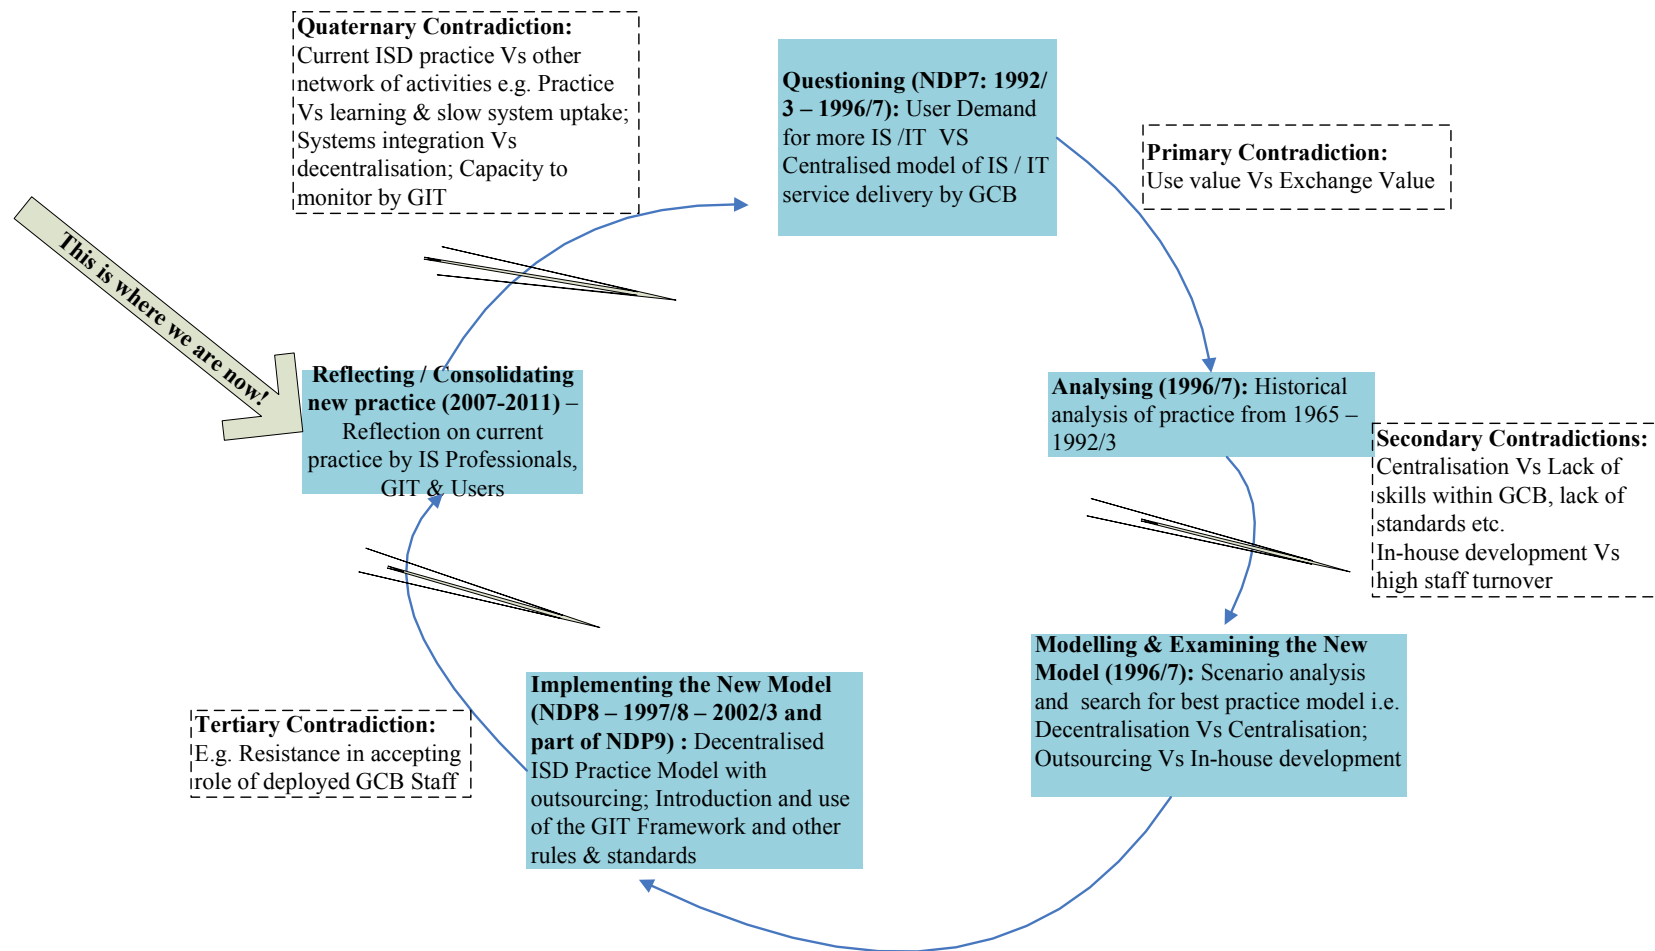 Quaternary Contradiction:
Current ISD practice Vs other
network of activities e.g. Practice
Vs learning & slow system uptake;
Systems integration Vs
decentralisation; Capacity to
monitor by GIT
Questioning (NDP7: 1992/
3 – 1996/7): User Demand
for more IS /IT VS
Centralised model of IS / IT
service delivery by GCB
Primary Contradiction:
Use value Vs Exchange Value
This is where we are now!
Reflecting / Consolidating
new practice (2007-2011) –
Reflection on current
practice by IS Professionals,
GIT & Users
Analysing (1996/7): Historical
analysis of practice from 1965 –
1992/3
Secondary Contradictions:
Centralisation Vs Lack of
skills within GCB, lack of
standards etc.
In-house development Vs
high staff turnover
Modelling & Examining the New
Model (1996/7): Scenario analysis
and search for best practice model i.e.
Decentralisation Vs Centralisation;
Outsourcing Vs In-house development
Implementing the New Model
(NDP8 – 1997/8 – 2002/3 and
part of NDP9) : Decentralised
ISD Practice Model with
outsourcing; Introduction and use
of the GIT Framework and other
rules & standards
Tertiary Contradiction:
E.g. Resistance in accepting
role of deployed GCB Staff